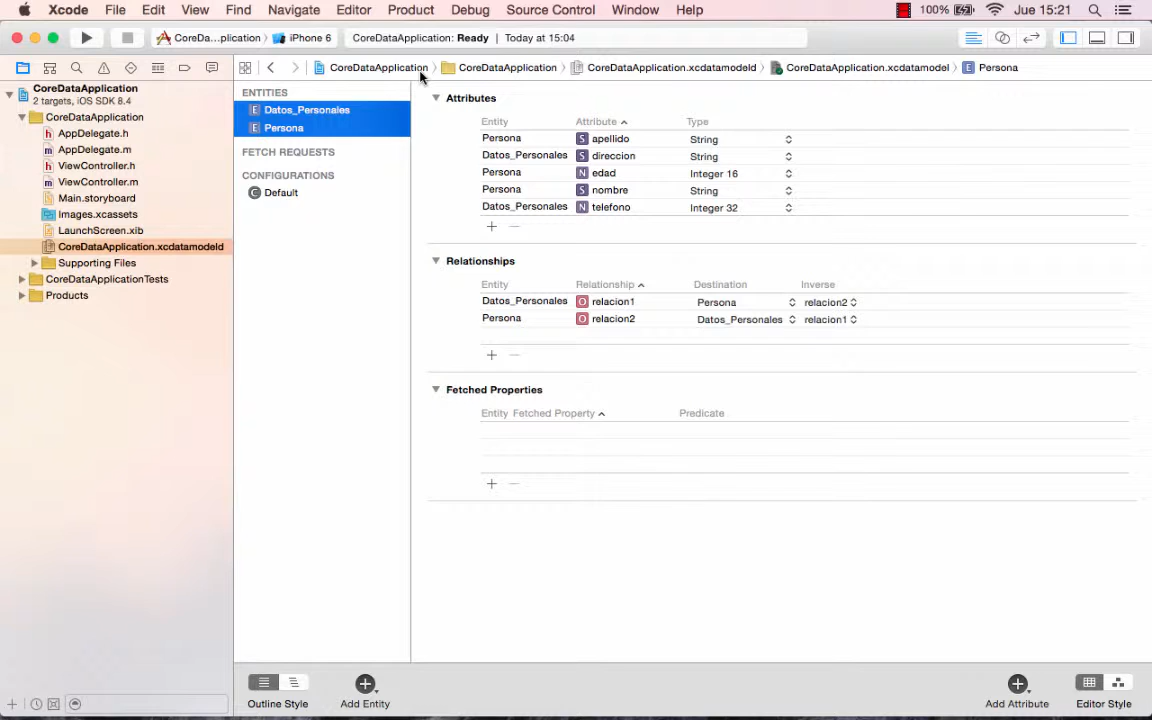 Xcode File Edit View Find Navigate Editor Product Debug Source Control Window Help 100% Jue 15:21
CoreDa...plication iPhone 6 CoreDataApplication: Ready Today at 15:04
CoreDataApplication CoreDataApplication CoreDataApplication.xcdatamodeld CoreDataApplication.xcdatamodel E Persona
CoreDataApplication
2 targets, iOS SDK 8.4
CoreDataApplication
h AppDelegate.h
m AppDelegate.m
h ViewController.h
m ViewController.m
Main.storyboard
Images.xcassets
LaunchScreen.xib
CoreDataApplication.xcdatamodeld
Supporting Files
CoreDataApplicationTests
Products
ENTITIES
E Datos_Personales
E Persona
FETCH REQUESTS
CONFIGURATIONS
C Default
Attributes
Entity Attribute Type
Persona S apellido String
Datos_Personales S direccion String
Persona N edad Integer 16
Persona S nombre String
Datos_Personales N telefono Integer 32
Relationships
Entity Relationship Destination Inverse
Datos_Personales O relacion1 Persona relacion2
Persona O relacion2 Datos_Personales relacion1
Fetched Properties
Entity Fetched Property Predicate
Outline Style Add Entity Add Attribute Editor Style